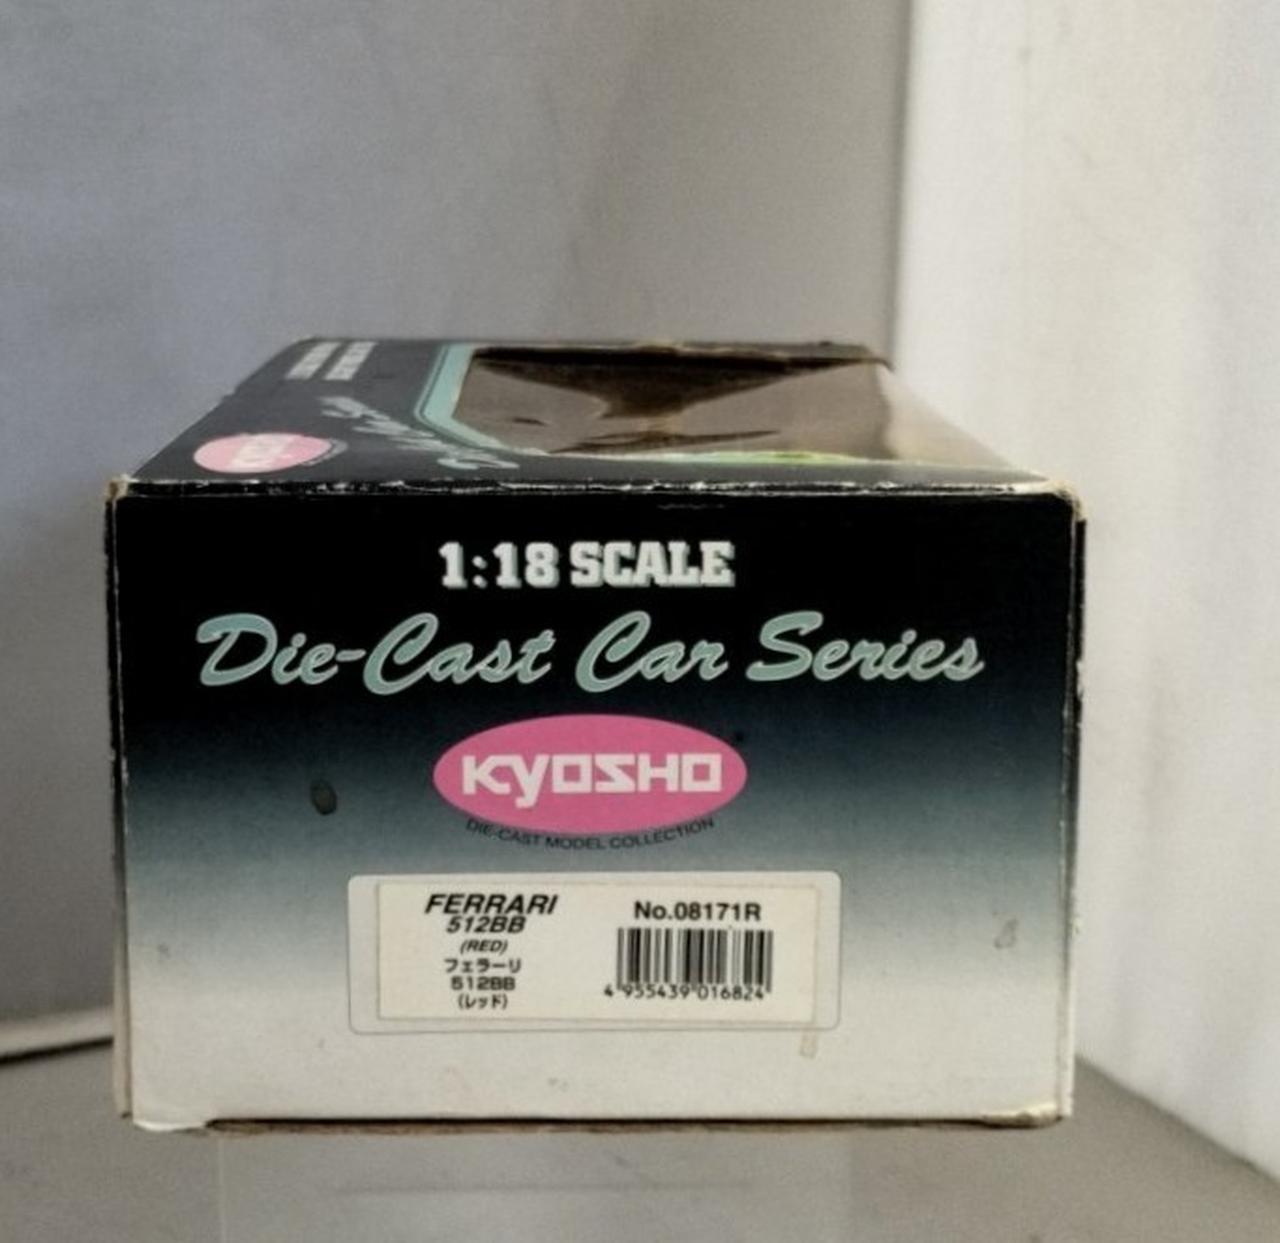 KYOSHO
1:18 SCALE
Die-Cast Car Series
KYOSHO
DIE-CAST MODEL COLLECTION
FERRARI
512BB
(RED)
フェラーリ
512BB
(レッド)
No.08171R
4 955439 016824